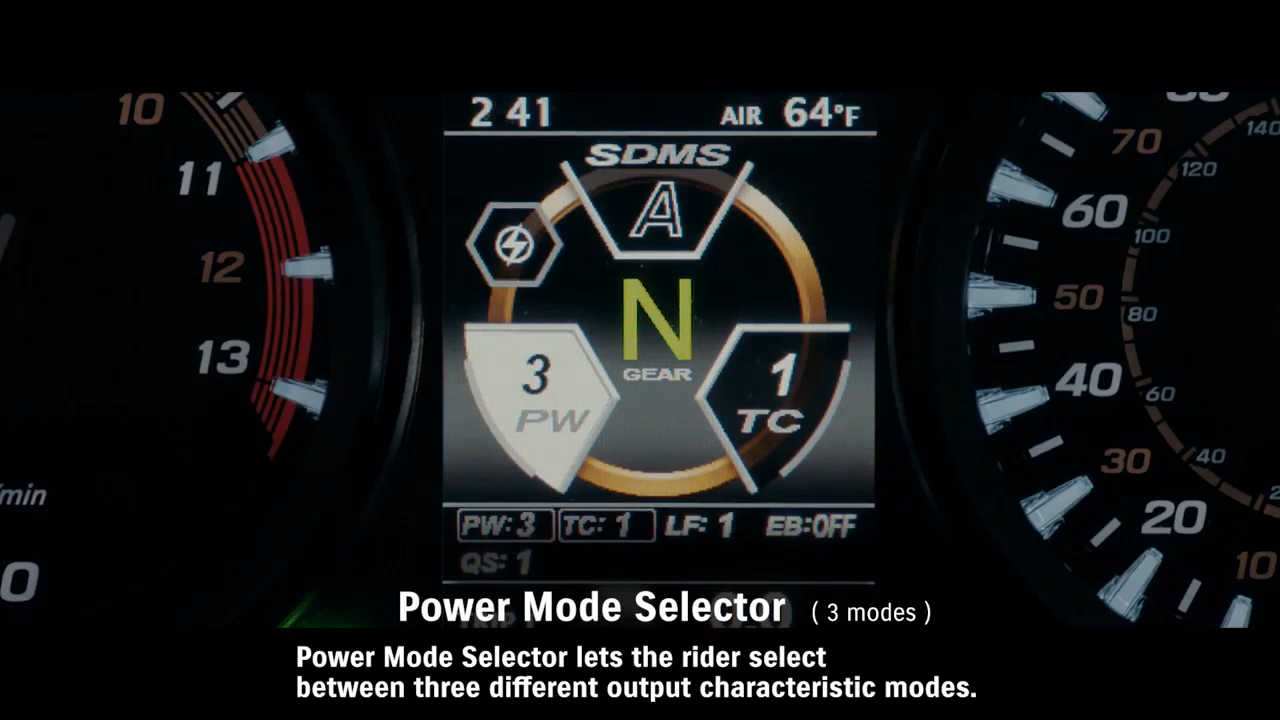 2 41 AIR 64°F
SDMS
A
N
GEAR
3
PW
1
TC
PW: 3 TC: 1 LF: 1 EB:OFF
QS: 1
10
11
12
13
/min
0
70
60
50
40
30
20
10
140
120
100
80
60
40
Power Mode Selector ( 3 modes )
Power Mode Selector lets the rider select
between three different output characteristic modes.